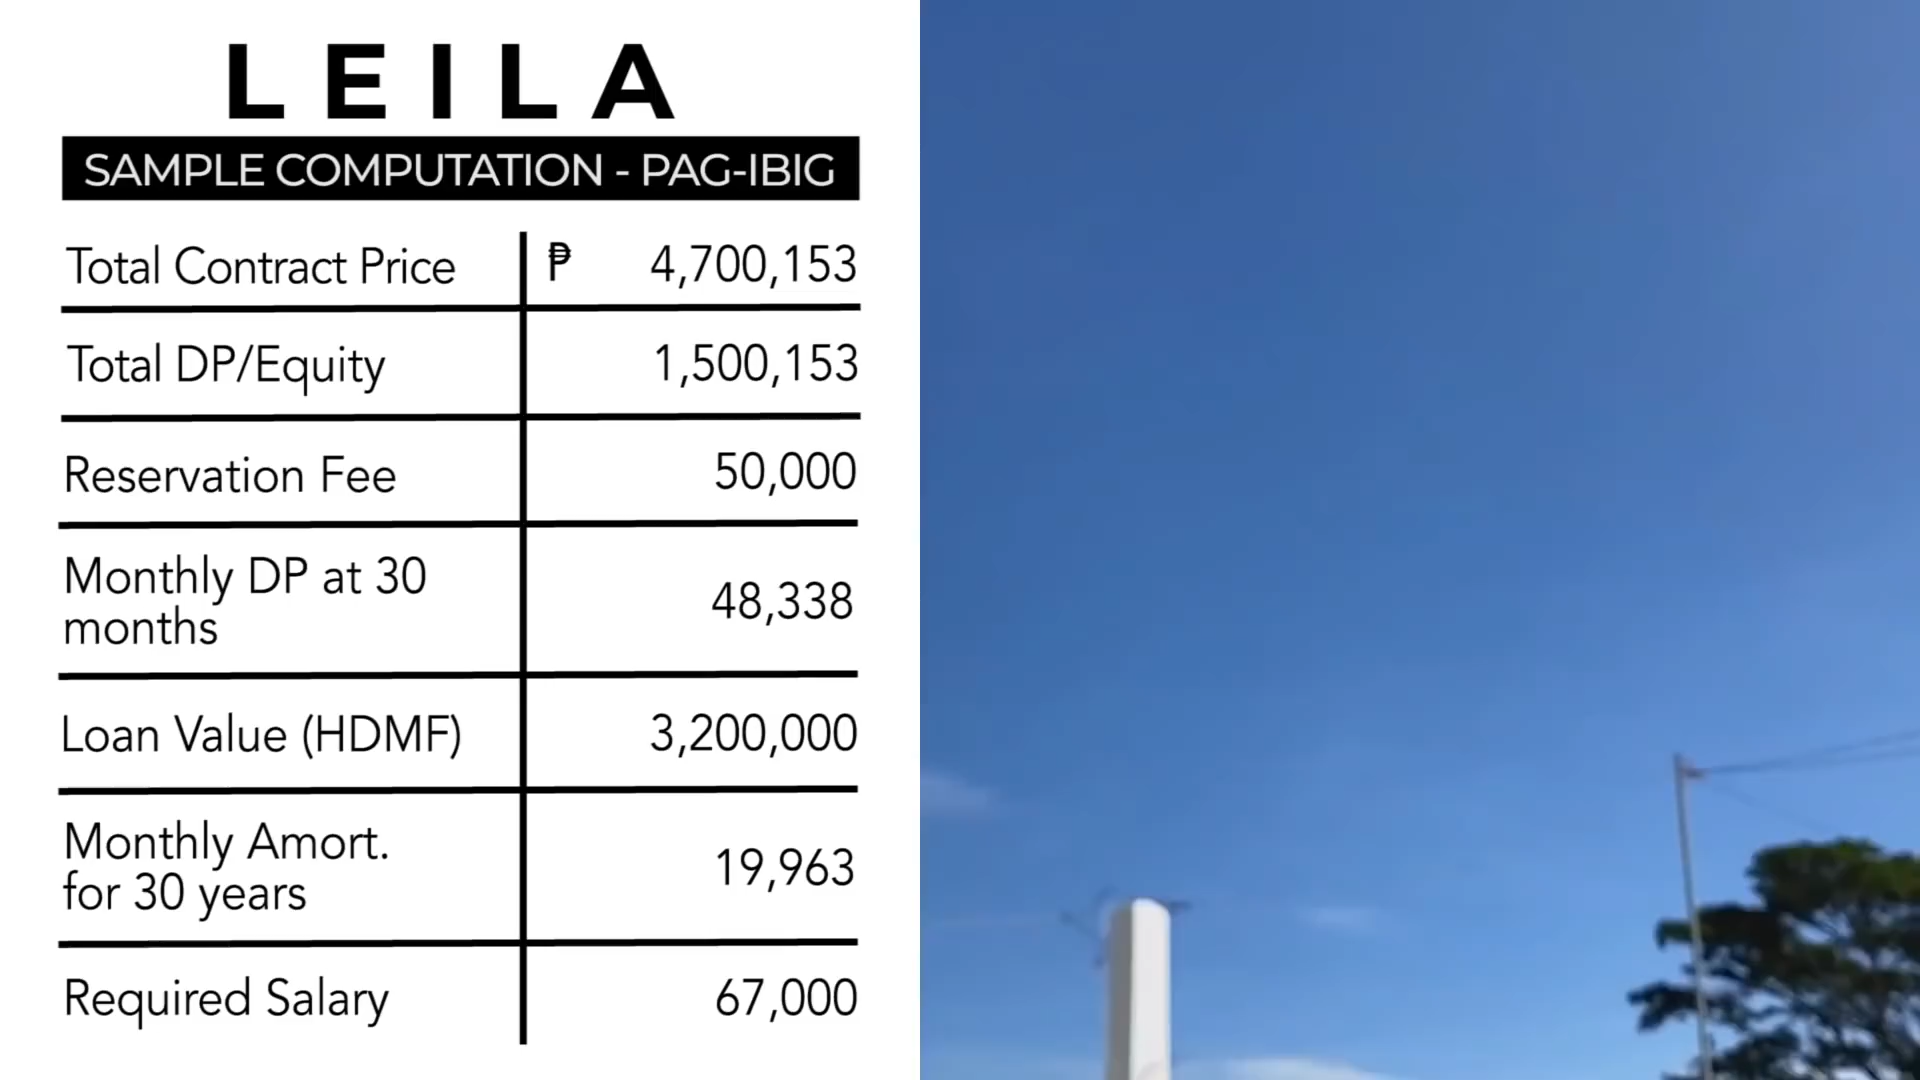 LEILA
SAMPLE COMPUTATION - PAG-IBIG
Total Contract Price ₱ 4,700,153
Total DP/Equity 1,500,153
Reservation Fee 50,000
Monthly DP at 30
months
48,338
Loan Value (HDMF) 3,200,000
Monthly Amort.
for 30 years
19,963
Required Salary 67,000